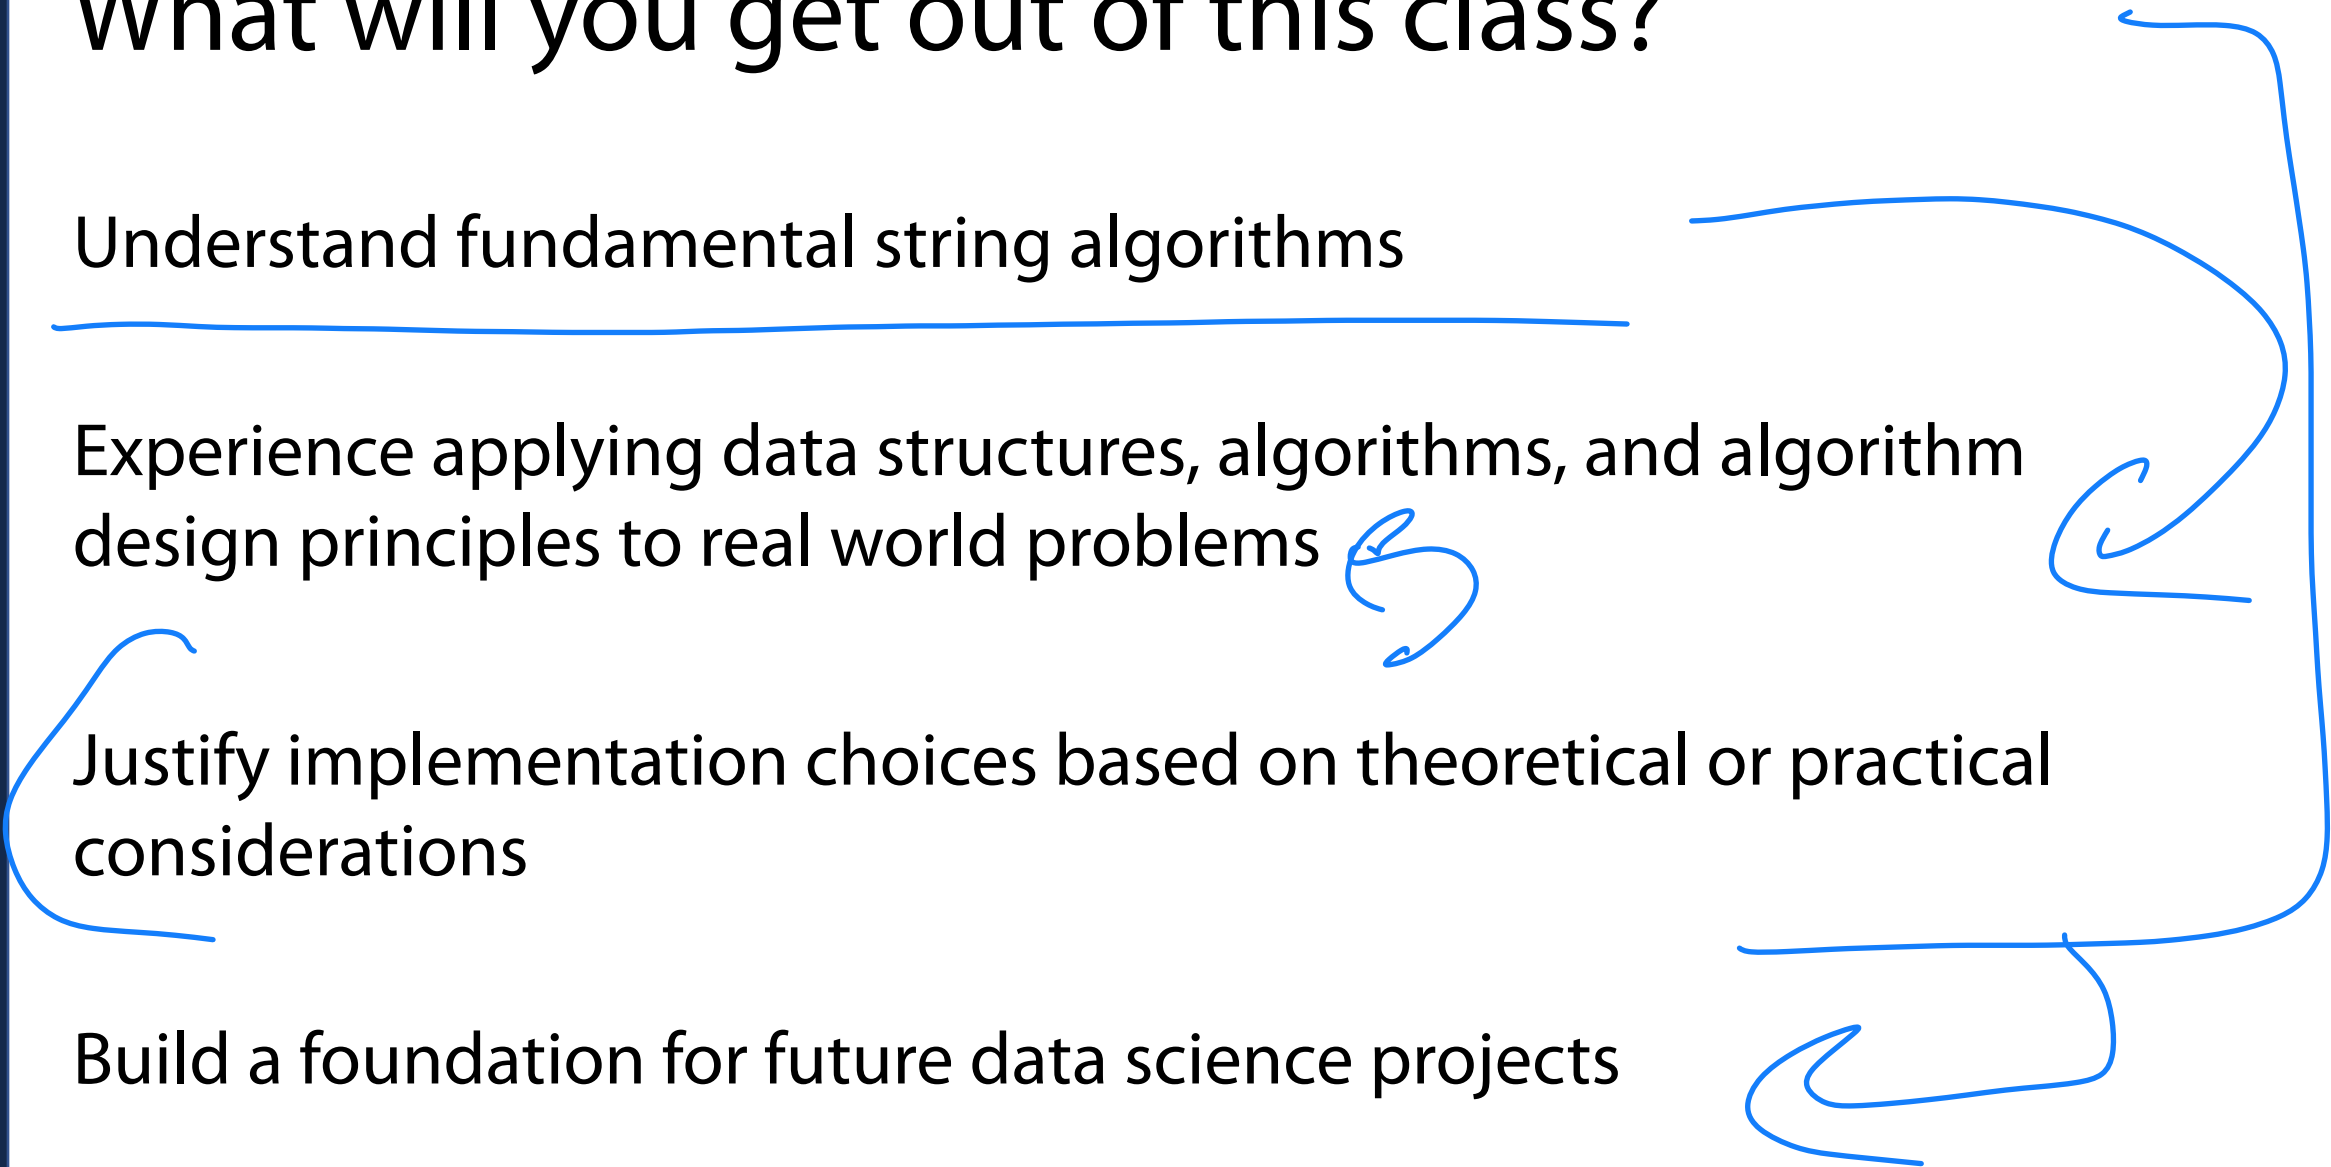 What will you get out of this class?
Understand fundamental string algorithms
Experience applying data structures, algorithms, and algorithm
design principles to real world problems
Justify implementation choices based on theoretical or practical
considerations
Build a foundation for future data science projects